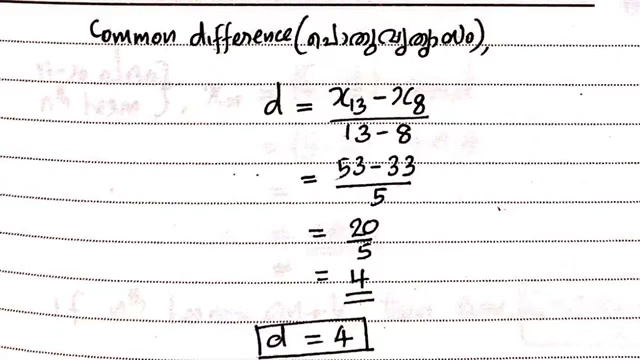 Common difference (പൊതുവ്യത്യാസം),
d = x₁₃ − x₈ / 13 − 8
= 53 − 33 / 5
= 20 / 5
= 4
d = 4